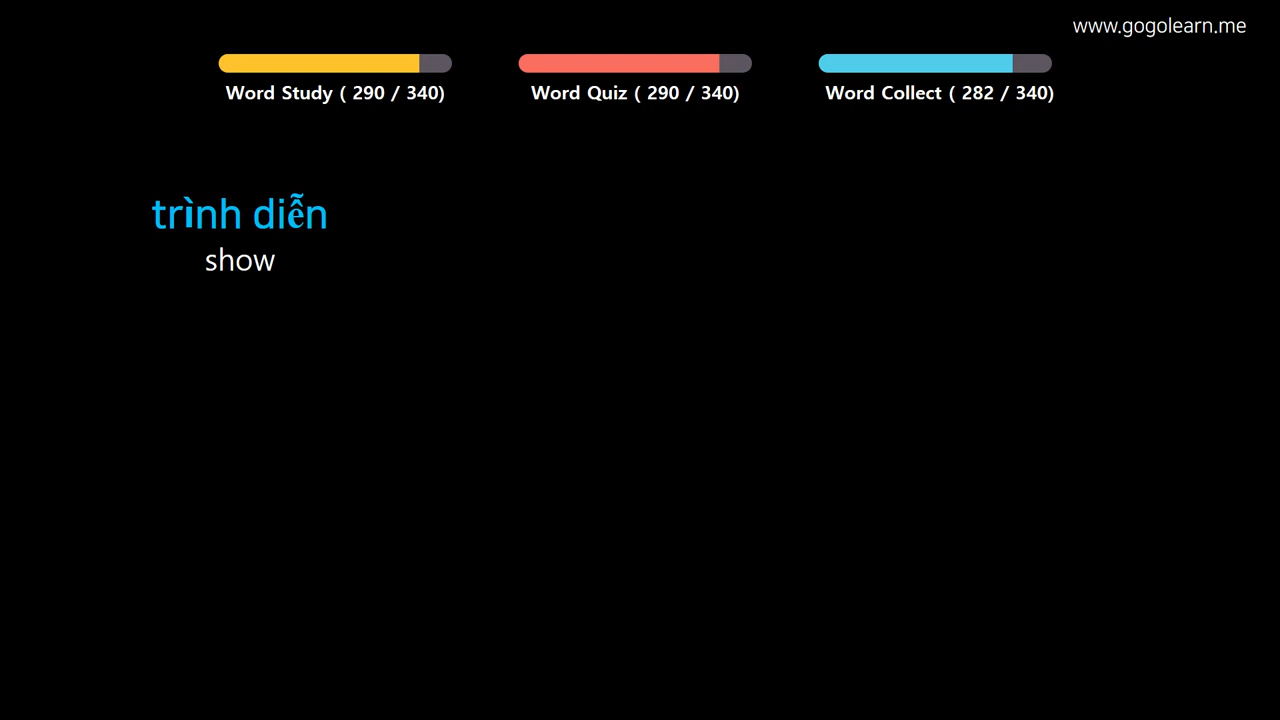 www.gogolearn.me
Word Study ( 290 / 340)
Word Quiz ( 290 / 340)
Word Collect ( 282 / 340)
trình diễn
show